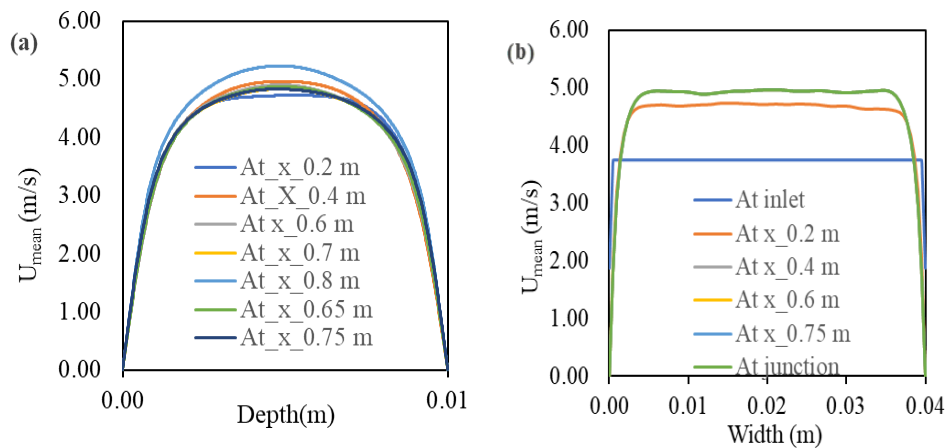 (a)
6.00
5.00
4.00
3.00
2.00
1.00
0.00
U_mean (m/s)
At_x_0.2 m
At_X_0.4 m
At x_0.6 m
At_x_0.7 m
At_x_0.8 m
At_x_0.65 m
At_x_0.75 m
0.00 0.01
Depth(m)
(b)
6.00
5.00
4.00
3.00
2.00
1.00
0.00
U_mean (m/s)
At inlet
At x_0.2 m
At x_0.4 m
At x_0.6 m
At x_0.75 m
At junction
0.00 0.01 0.02 0.03 0.04
Width (m)